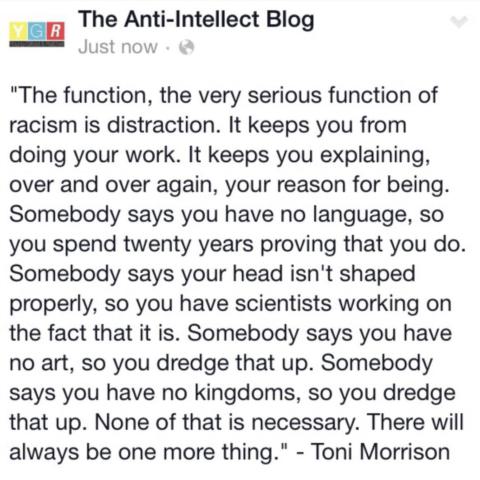 YGR
The Anti-Intellect Blog
Just now ·
"The function, the very serious function of
racism is distraction. It keeps you from
doing your work. It keeps you explaining,
over and over again, your reason for being.
Somebody says you have no language, so
you spend twenty years proving that you do.
Somebody says your head isn't shaped
properly, so you have scientists working on
the fact that it is. Somebody says you have
no art, so you dredge that up. Somebody
says you have no kingdoms, so you dredge
that up. None of that is necessary. There will
always be one more thing." - Toni Morrison